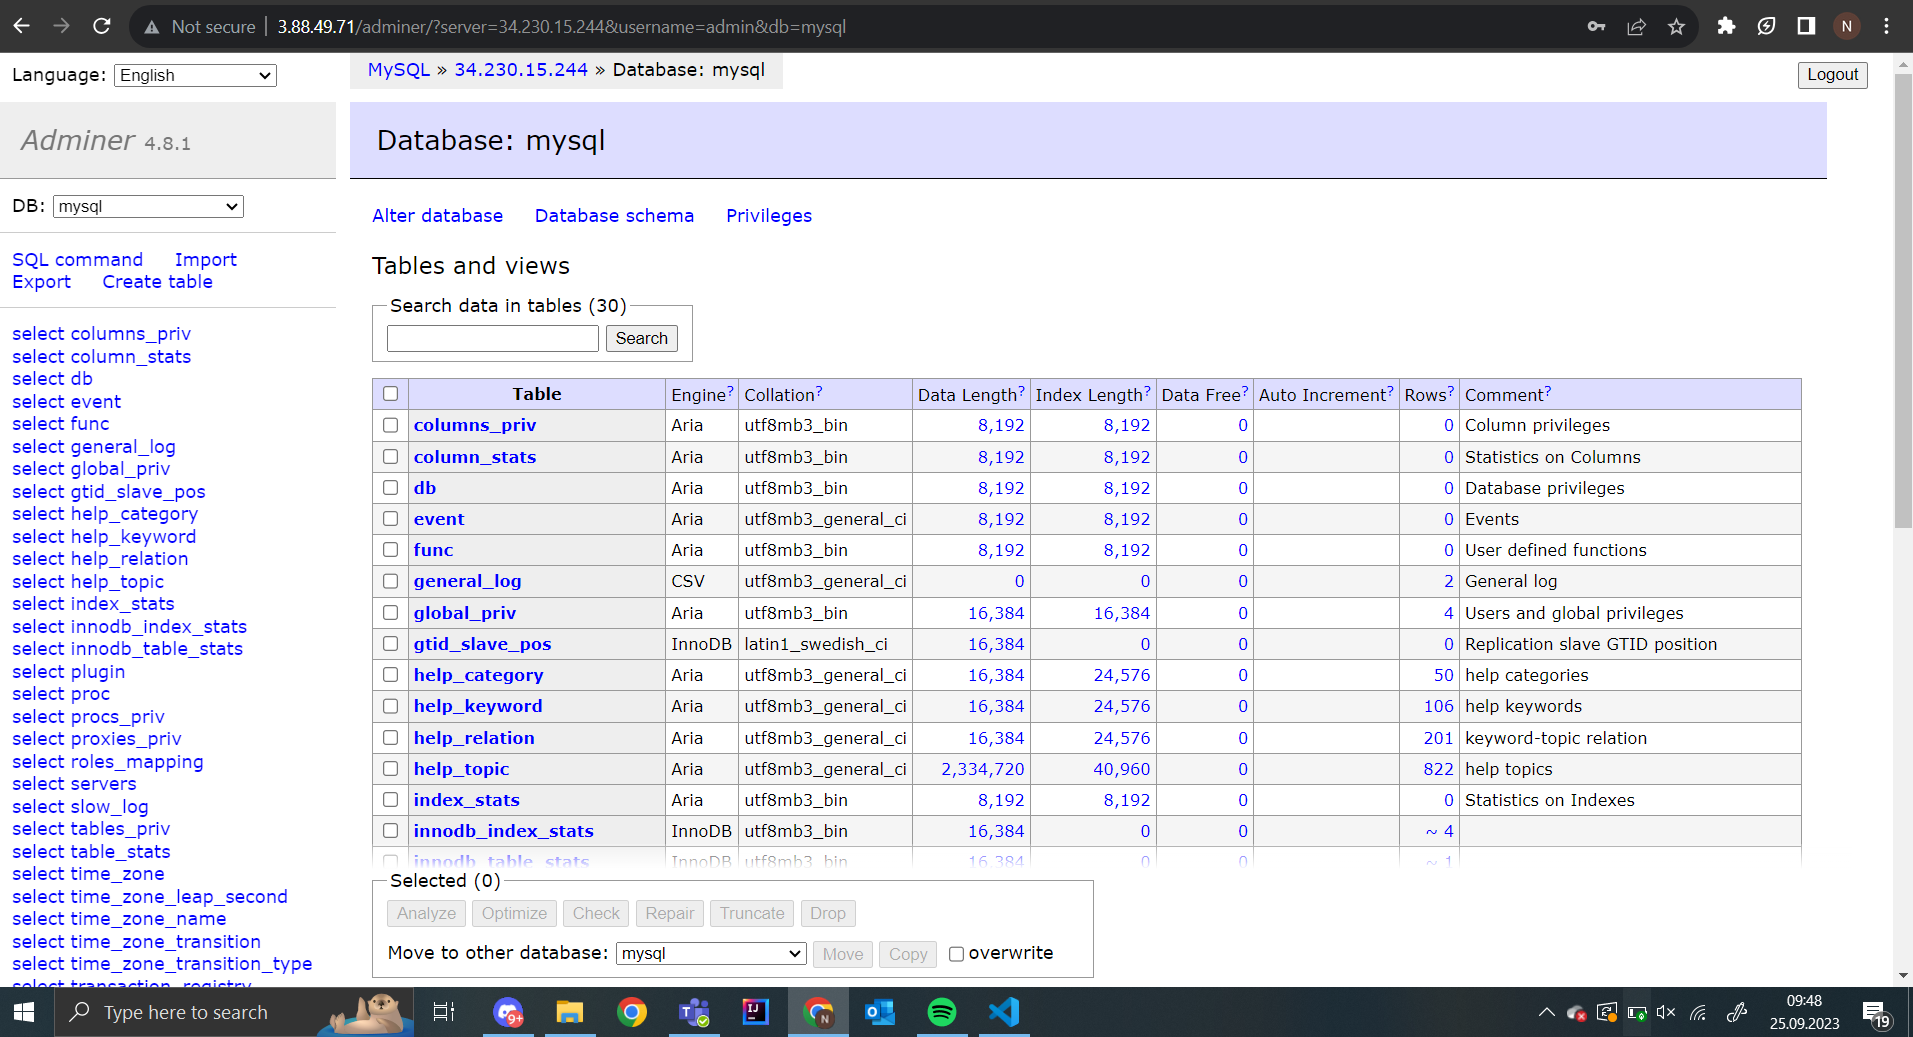 Not secure | 3.88.49.71/adminer/?server=34.230.15.244&username=admin&db=mysql
N
Language: English
MySQL » 34.230.15.244 » Database: mysql
Logout
Adminer 4.8.1
Database: mysql
DB: mysql
Alter database Database schema Privileges
SQL command Import
Export Create table
Tables and views
Search data in tables (30)
Search
select columns_priv
select column_stats
select db
select event
select func
select general_log
select global_priv
select gtid_slave_pos
select help_category
select help_keyword
select help_relation
select help_topic
select index_stats
select innodb_index_stats
select innodb_table_stats
select plugin
select proc
select procs_priv
select proxies_priv
select roles_mapping
select servers
select slow_log
select tables_priv
select table_stats
select time_zone
select time_zone_leap_second
select time_zone_name
select time_zone_transition
select time_zone_transition_type
select transaction_registry
Table Engine? Collation? Data Length? Index Length? Data Free? Auto Increment? Rows? Comment?
columns_priv Aria utf8mb3_bin 8,192 8,192 0 0 Column privileges
column_stats Aria utf8mb3_bin 8,192 8,192 0 0 Statistics on Columns
db Aria utf8mb3_bin 8,192 8,192 0 0 Database privileges
event Aria utf8mb3_general_ci 8,192 8,192 0 0 Events
func Aria utf8mb3_bin 8,192 8,192 0 0 User defined functions
general_log CSV utf8mb3_general_ci 0 0 0 2 General log
global_priv Aria utf8mb3_bin 16,384 16,384 0 4 Users and global privileges
gtid_slave_pos InnoDB latin1_swedish_ci 16,384 0 0 0 Replication slave GTID position
help_category Aria utf8mb3_general_ci 16,384 24,576 0 50 help categories
help_keyword Aria utf8mb3_general_ci 16,384 24,576 0 106 help keywords
help_relation Aria utf8mb3_general_ci 16,384 24,576 0 201 keyword-topic relation
help_topic Aria utf8mb3_general_ci 2,334,720 40,960 0 822 help topics
index_stats Aria utf8mb3_bin 8,192 8,192 0 0 Statistics on Indexes
innodb_index_stats InnoDB utf8mb3_bin 16,384 0 0 ~ 4
innodb_table_stats InnoDB utf8mb3_bin 16,384 0 0 ~ 1
Selected (0)
Analyze Optimize Check Repair Truncate Drop
Move to other database: mysql Move Copy overwrite
Type here to search
9+
IJ
N
09:48
25.09.2023
19